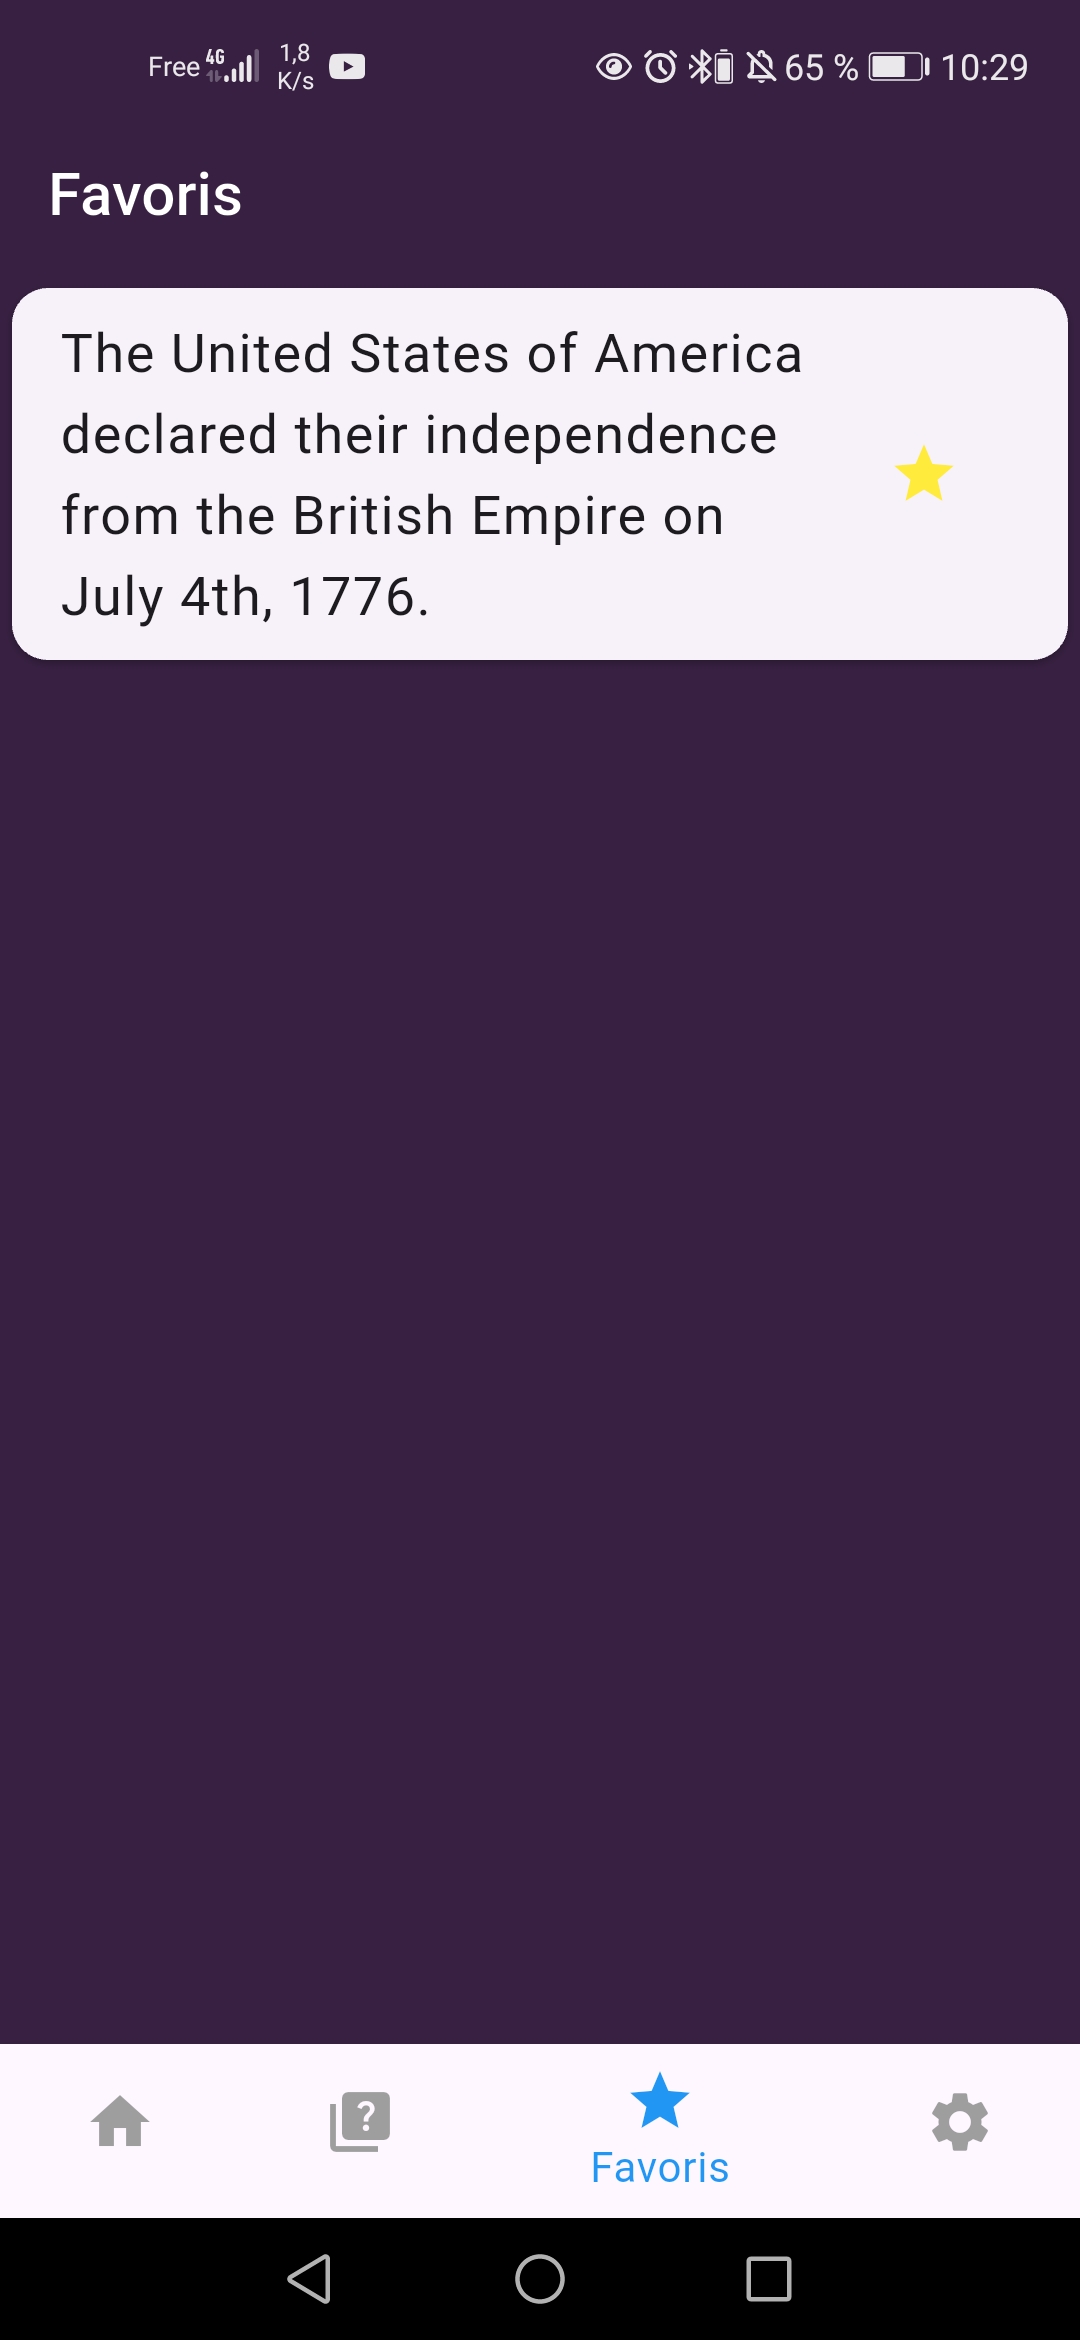 Free 4G 1,8 K/s 65 % 10:29
Favoris
The United States of America
declared their independence
from the British Empire on
July 4th, 1776.
?
Favoris